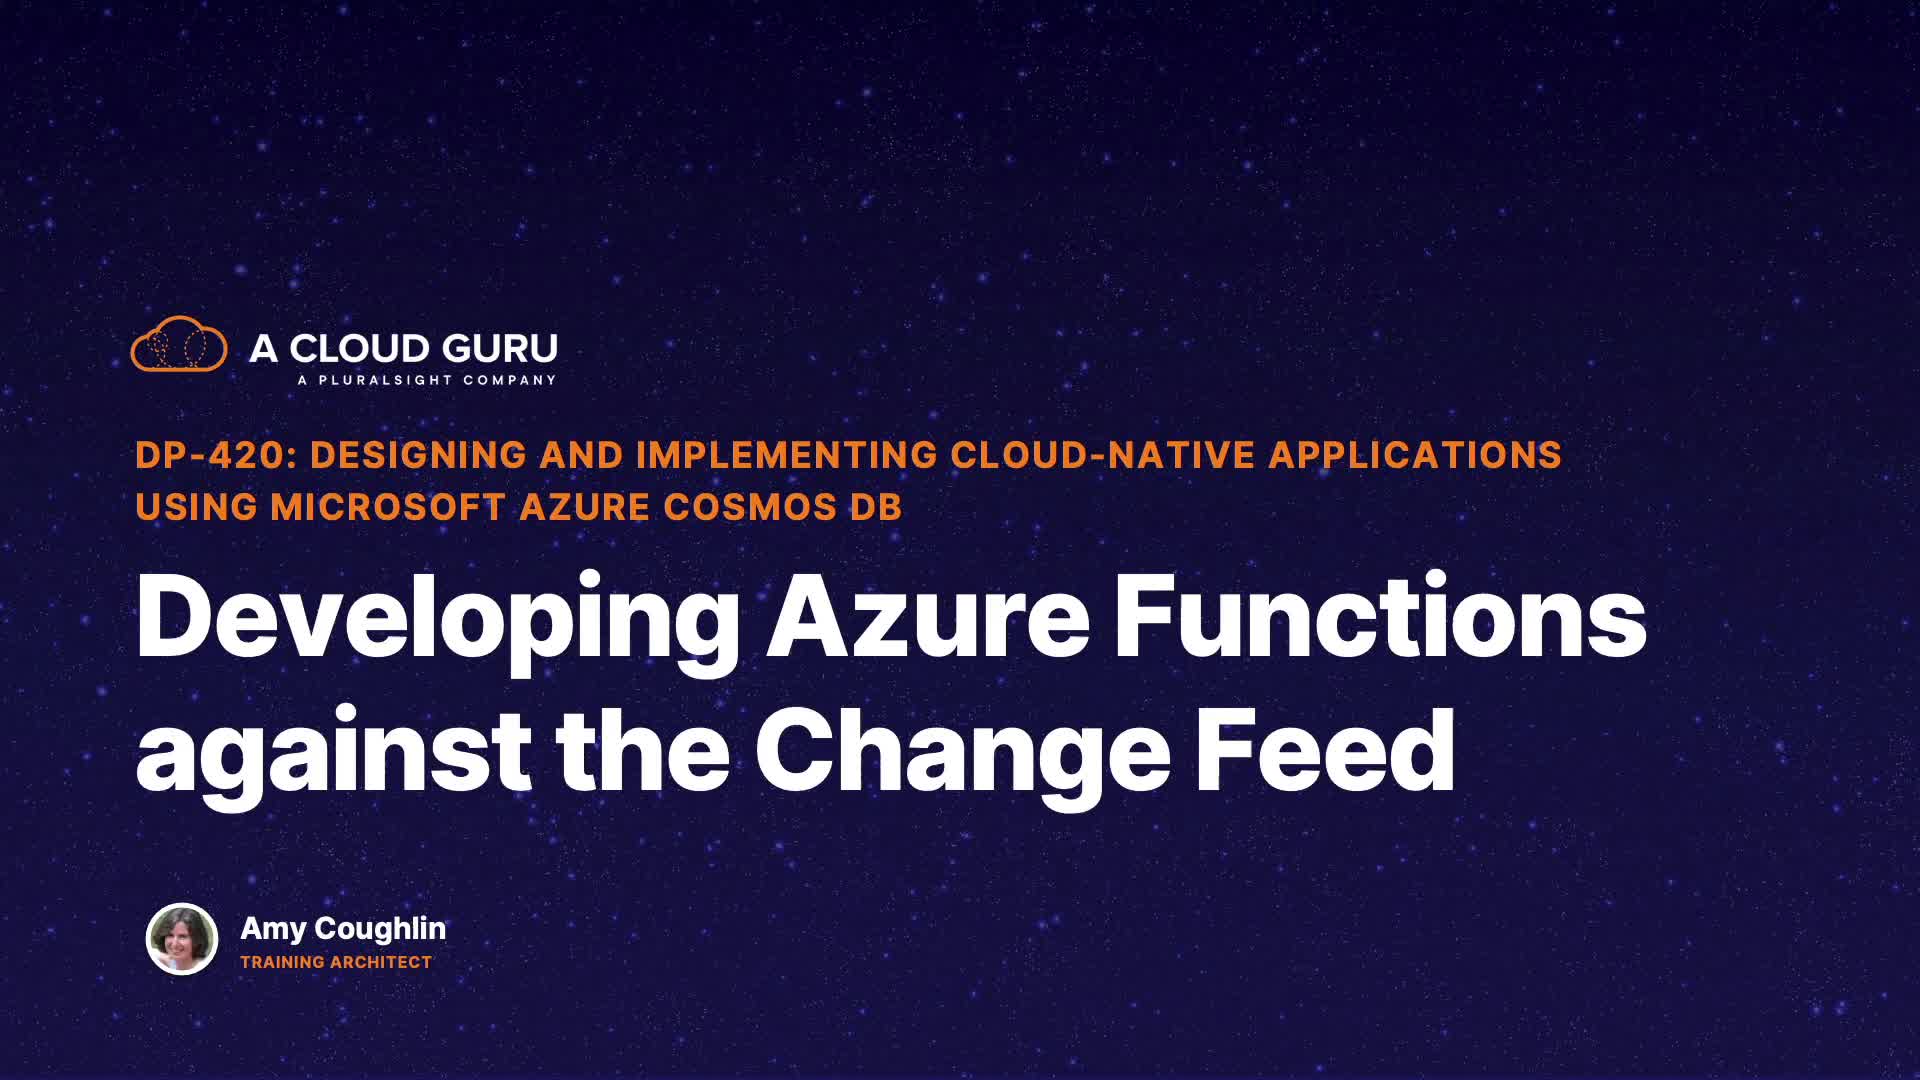 A CLOUD GURU
A PLURALSIGHT COMPANY
DP-420: DESIGNING AND IMPLEMENTING CLOUD-NATIVE APPLICATIONS
USING MICROSOFT AZURE COSMOS DB
Developing Azure Functions
against the Change Feed
Amy Coughlin
TRAINING ARCHITECT